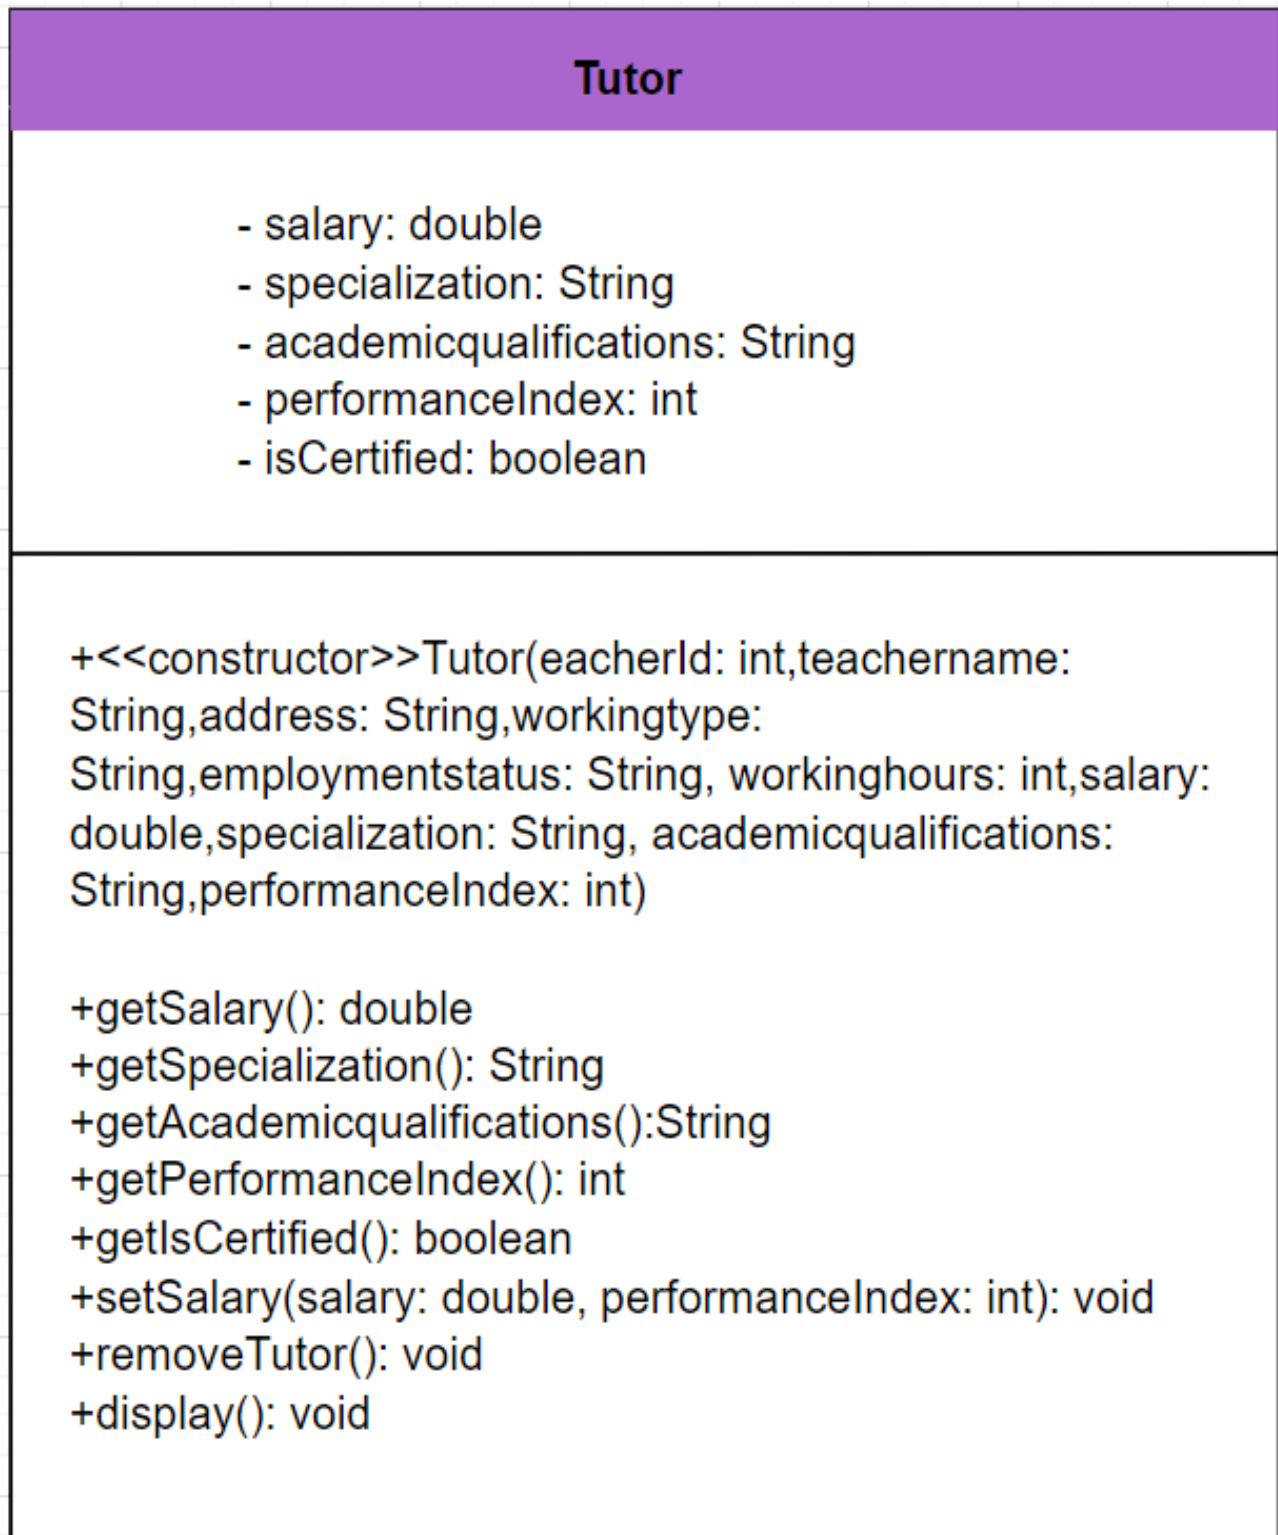 Tutor
- salary: double
- specialization: String
- academicqualifications: String
- performanceIndex: int
- isCertified: boolean
+<<constructor>>Tutor(eacherId: int,teachername:
String,address: String,workingtype:
String,employmentstatus: String, workinghours: int,salary:
double,specialization: String, academicqualifications:
String,performanceIndex: int)
+getSalary(): double
+getSpecialization(): String
+getAcademicqualifications():String
+getPerformanceIndex(): int
+getIsCertified(): boolean
+setSalary(salary: double, performanceIndex: int): void
+removeTutor(): void
+display(): void